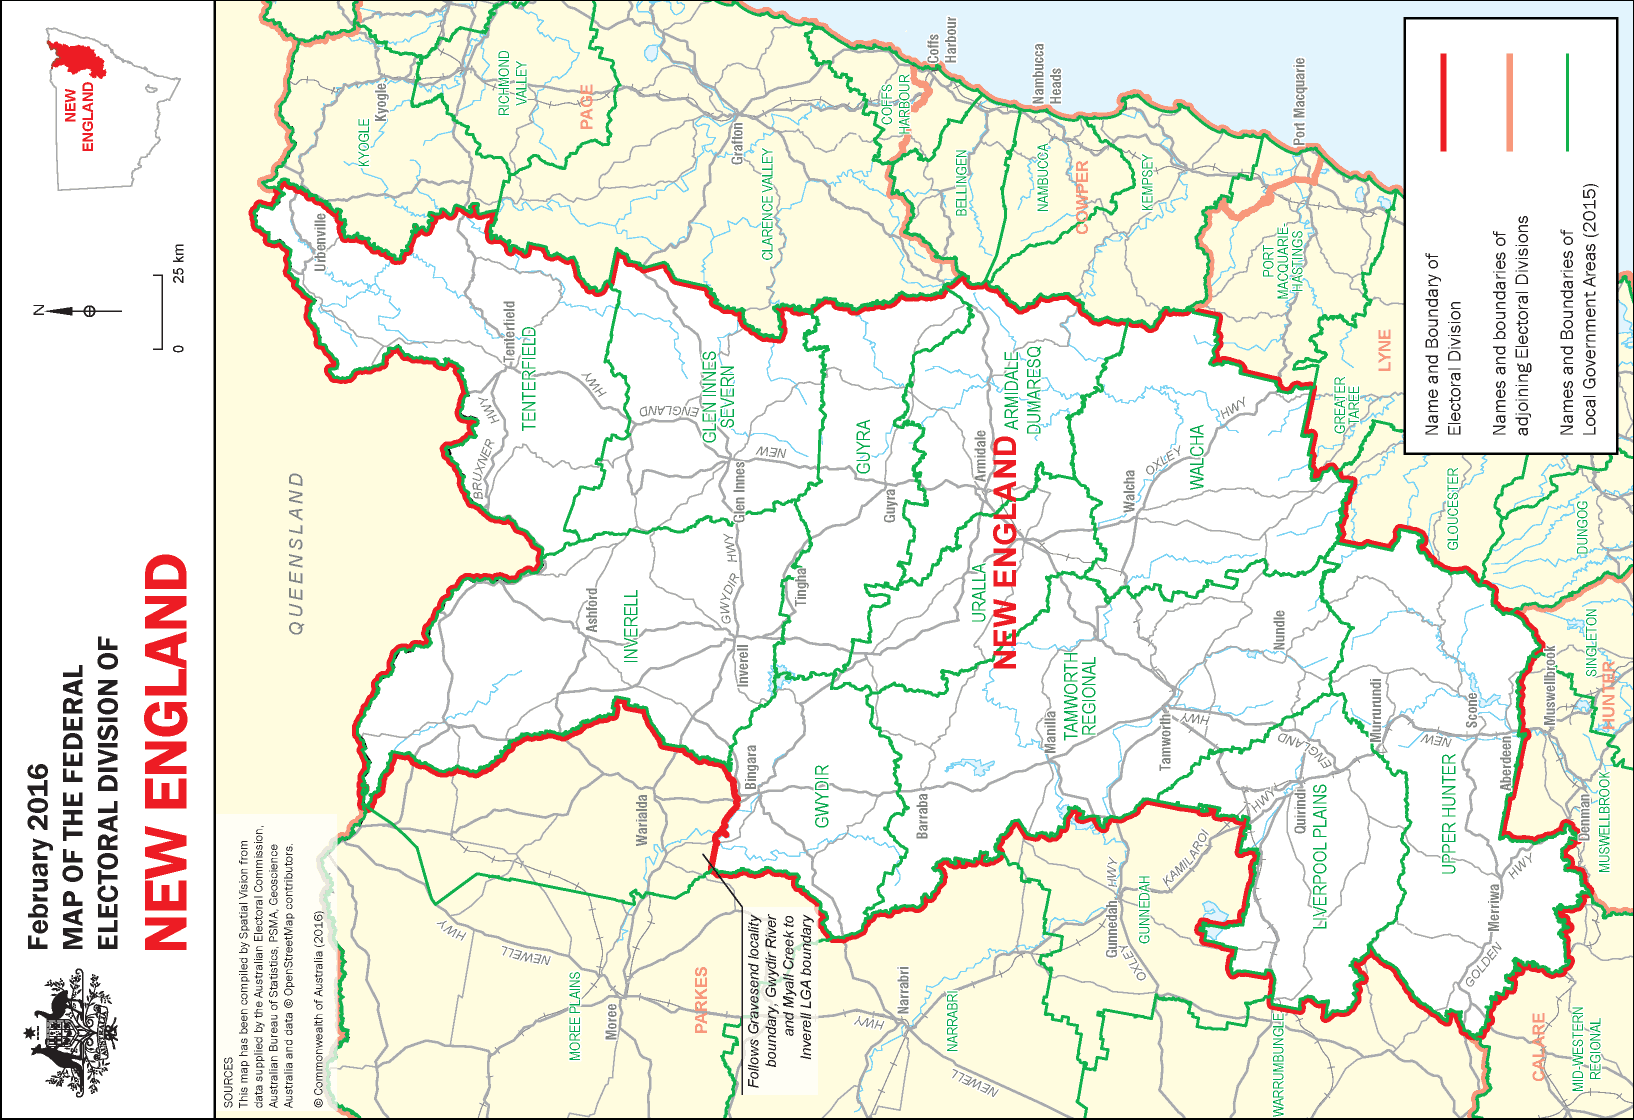 February 2016
MAP OF THE FEDERAL
ELECTORAL DIVISION OF
NEW ENGLAND
N
0 25 km
NEW
ENGLAND
SOURCES
This map has been compiled by Spatial Vision from
data supplied by the Australian Electoral Commission,
Australian Bureau of Statistics, PSMA, Geoscience
Australia and data © OpenStreetMap contributors.
© Commonwealth of Australia (2016)
QUEENSLAND
Urbenville
KYOGLE
Kyogle
RICHMOND
VALLEY
PAGE
Tenterfield
TENTERFIELD
BRUXNER
HWY
HWY
ENGLAND
NEW
GLEN INNES
SEVERN
Glen Innes
Grafton
CLARENCE VALLEY
COFFS
HARBOUR
Coffs
Harbour
BELLINGEN
NAMBUCCA
Nambucca
Heads
COWPER
KEMPSEY
Port Macquarie
PORT
MACQUARIE-
HASTINGS
LYNE
GREATER
TAREE
Ashford
INVERELL
GWYDIR
HWY
Inverell
Tingha
GUYRA
Guyra
Armidale
ARMIDALE
DUMARESQ
URALLA
NEW ENGLAND
Walcha
OXLEY
HWY
WALCHA
Warialda
Bingara
GWYDIR
Barraba
Manilla
TAMWORTH
REGIONAL
Tamworth
HWY
ENGLAND
NEW
Nundle
Murrurundi
Scone
Aberdeen
Muswellbrook
GLOUCESTER
DUNGOG
SINGLETON
HUNTER
MUSWELLBROOK
Denman
UPPER HUNTER
Merriwa
HWY
GOLDEN
Quirindi
LIVERPOOL PLAINS
HWY
KAMILAROI
HWY
Gunnedah
GUNNEDAH
OXLEY
HWY
NEWELL
MOREE PLAINS
Moree
PARKES
Follows Gravesend locality
boundary, Gwydir River
and Myall Creek to
Inverell LGA boundary
HWY
Narrabri
NARRABRI
NEWELL
WARRUMBUNGLE
CALARE
MID-WESTERN
REGIONAL
Name and Boundary of
Electoral Division
Names and boundaries of
adjoining Electoral Divisions
Names and Boundaries of
Local Government Areas (2015)